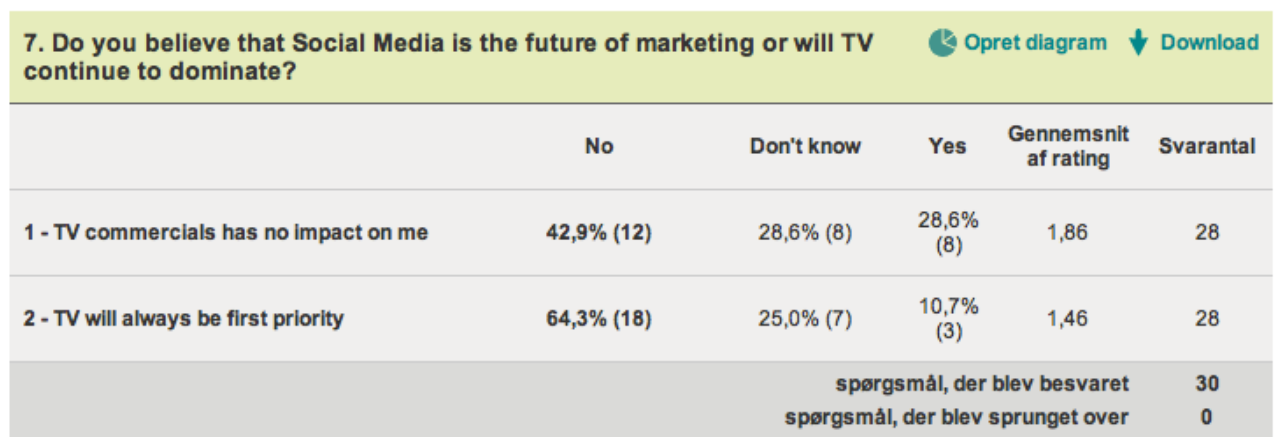 7. Do you believe that Social Media is the future of marketing or will TV
continue to dominate?
Opret diagram
Download
No
Don't know
Yes
Gennemsnit
af rating
Svarantal
1 - TV commercials has no impact on me
42,9% (12)
28,6% (8)
28,6%
(8)
1,86
28
2 - TV will always be first priority
64,3% (18)
25,0% (7)
10,7%
(3)
1,46
28
spørgsmål, der blev besvaret
30
spørgsmål, der blev sprunget over
0